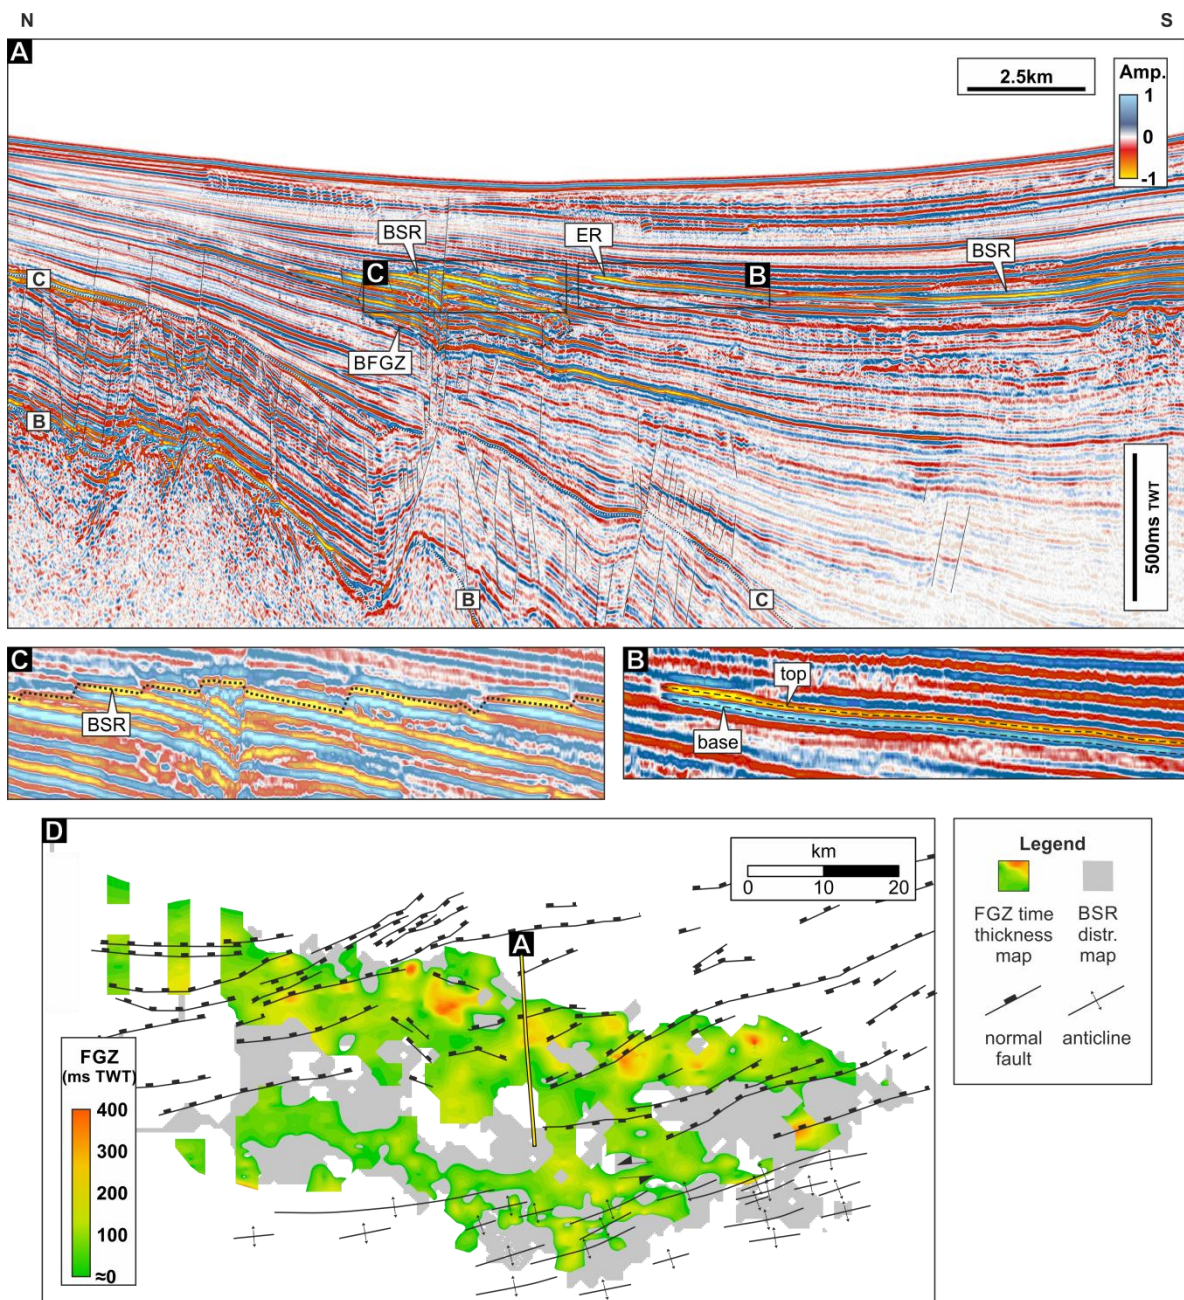 N
S
A
2.5km
Amp.
1
0
-1
BSR
ER
BSR
C
B
C
BFGZ
B
500ms TWT
B
C
C
BSR
B
top
base
D
km
0 10 20
A
FGZ
(ms TWT)
400
300
200
100
≈0
Legend
FGZ time
thickness
map
BSR
distr.
map
normal
fault
anticline